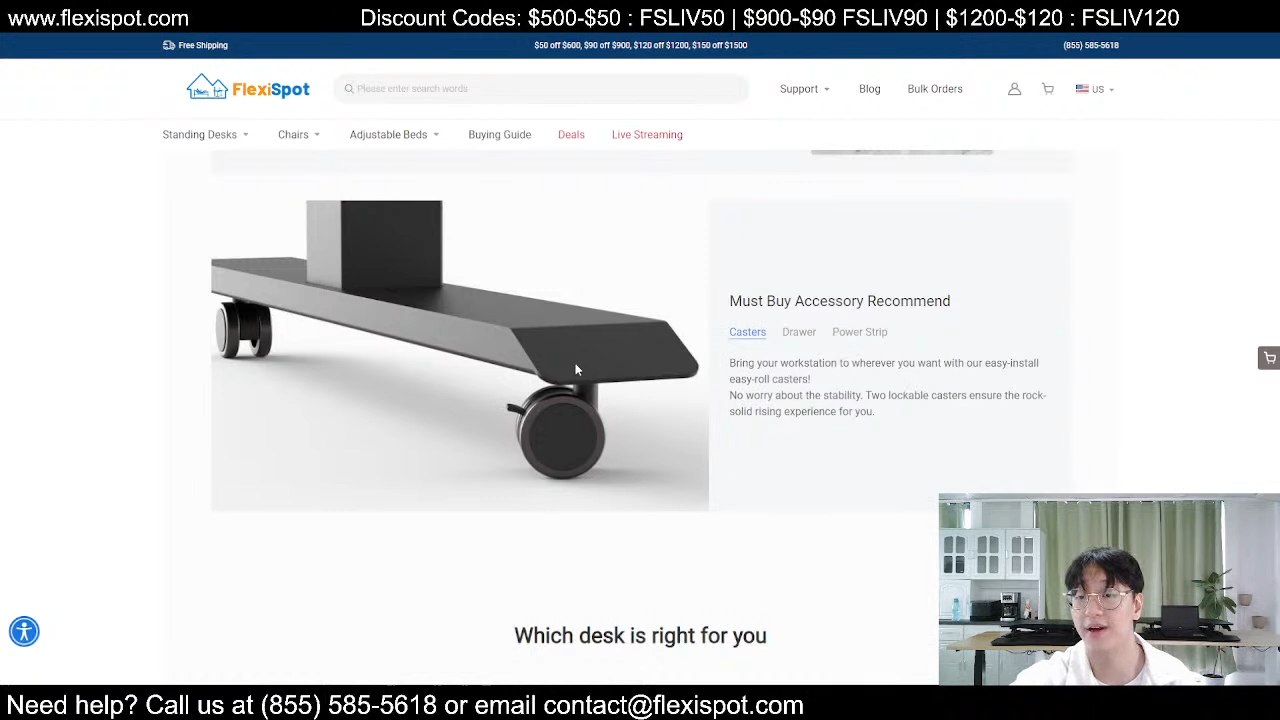 www.flexispot.com
Discount Codes: $500-$50 : FSLIV50 | $900-$90 FSLIV90 | $1200-$120 : FSLIV120
Free Shipping
$50 off $600, $90 off $900, $120 off $1200, $150 off $1500
(855) 585-5618
FlexiSpot
Please enter search words
Support
Blog
Bulk Orders
US
Standing Desks
Chairs
Adjustable Beds
Buying Guide
Deals
Live Streaming
Must Buy Accessory Recommend
Casters Drawer Power Strip
Bring your workstation to wherever you want with our easy-install
easy-roll casters!
No worry about the stability. Two lockable casters ensure the rock-
solid rising experience for you.
Which desk is right for you
Need help? Call us at (855) 585-5618 or email contact@flexispot.com